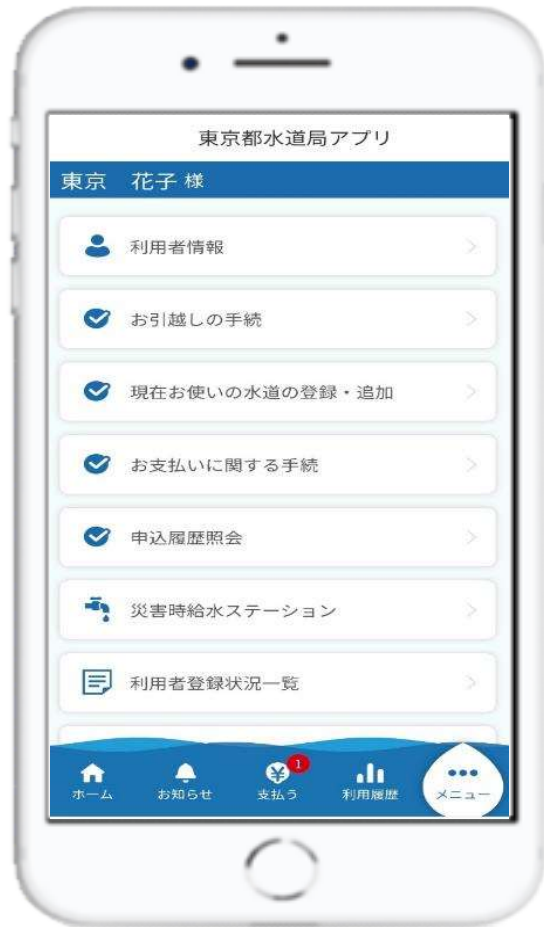 東京都水道局アプリ
東京 花子 様
利用者情報
お引越しの手続
現在お使いの水道の登録・追加
お支払いに関する手続
申込履歴照会
災害時給水ステーション
利用者登録状況一覧
1
ホーム お知らせ 支払う 利用履歴 メニュー